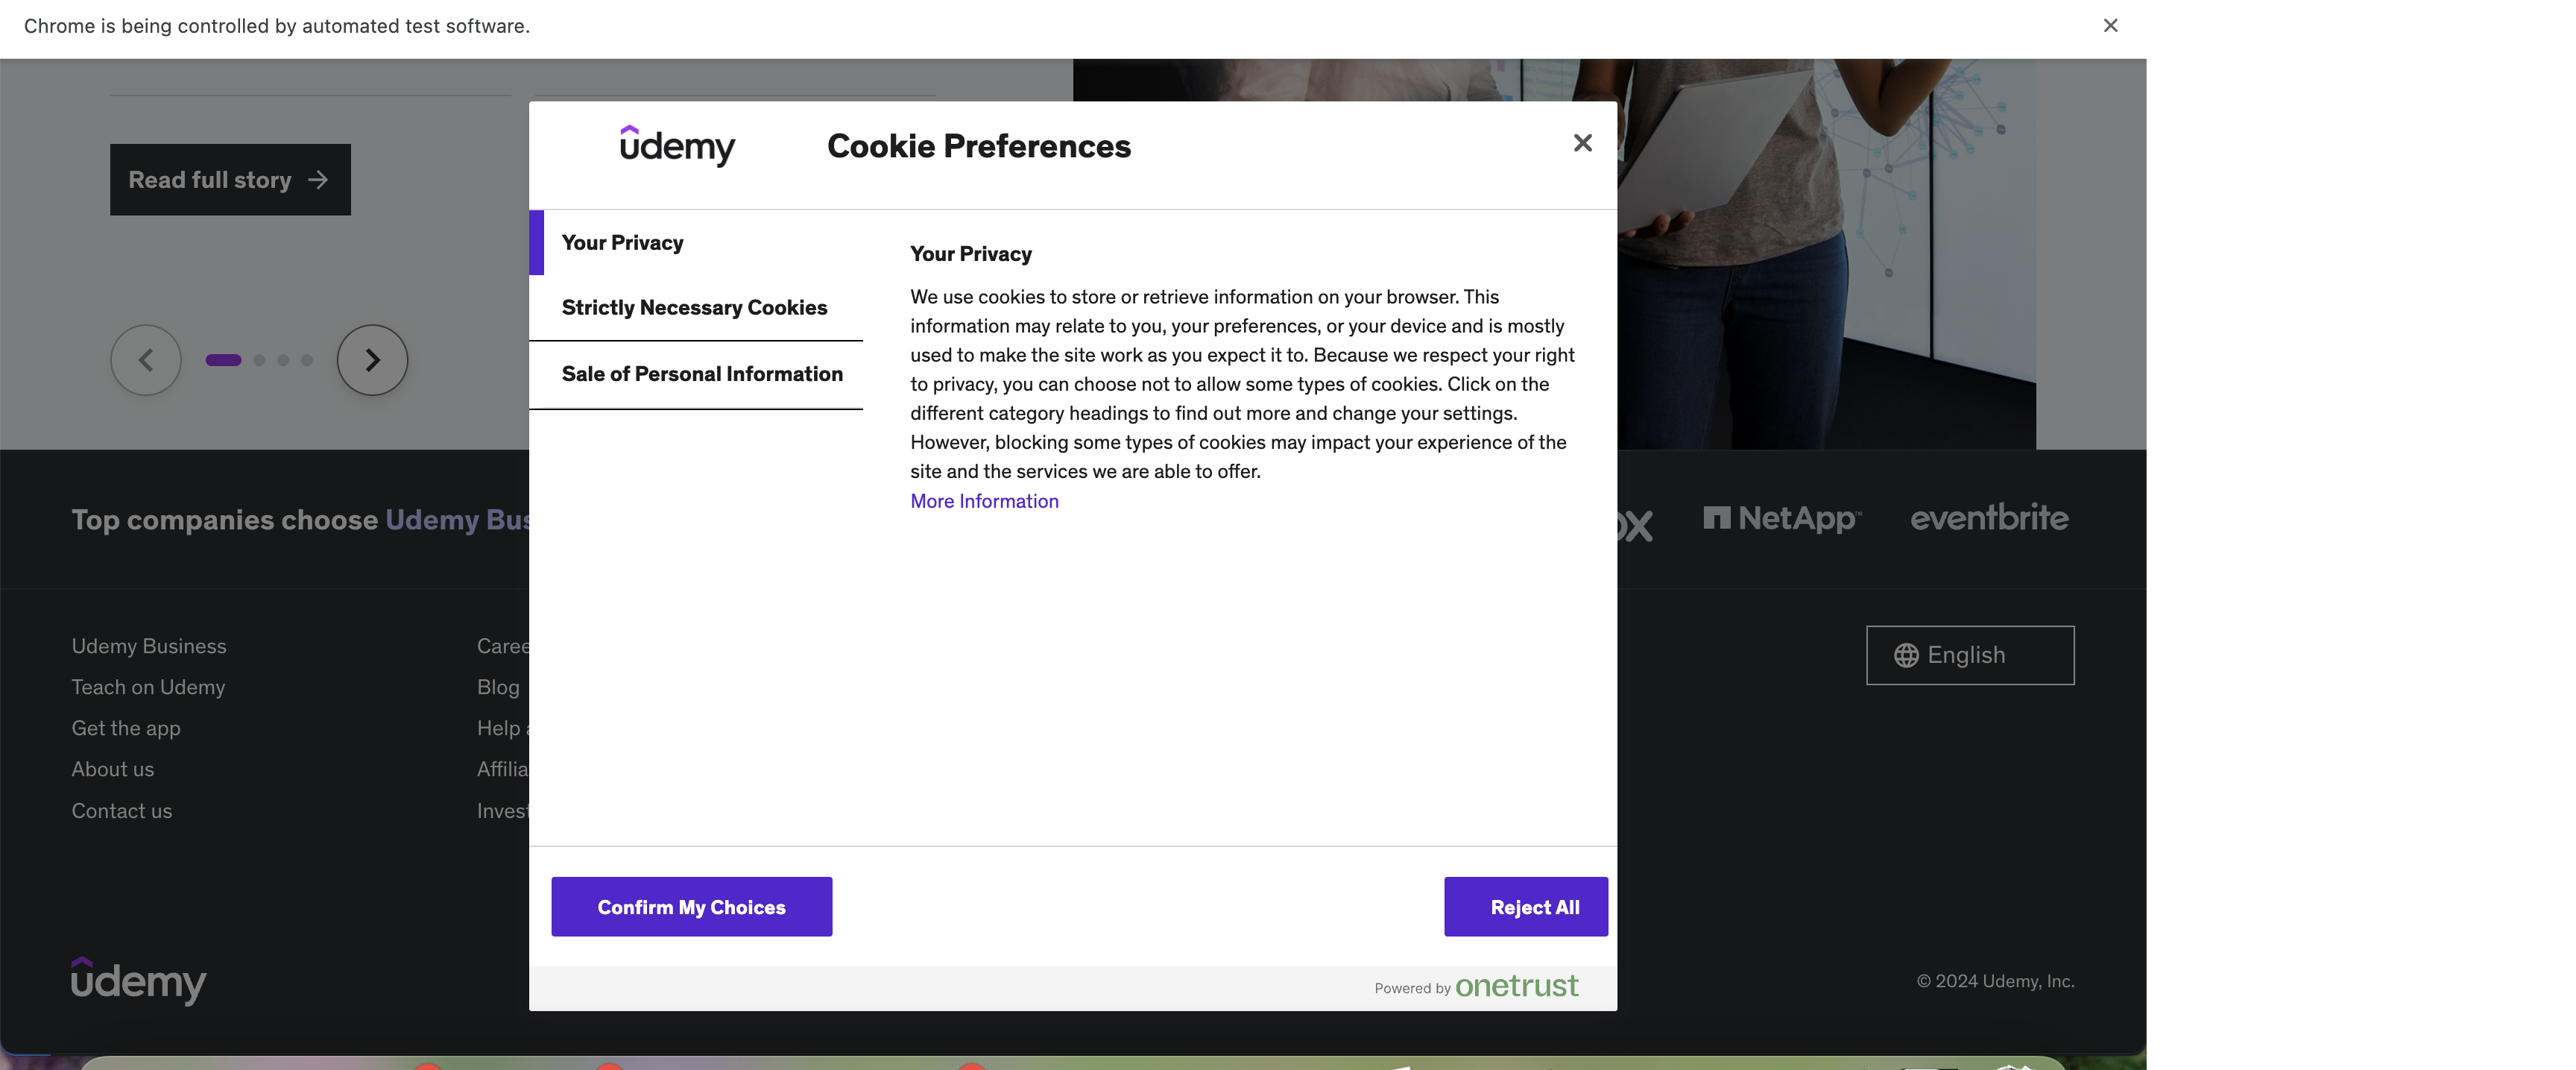 Chrome is being controlled by automated test software.
Read full story
udemy
Cookie Preferences
Your Privacy
Strictly Necessary Cookies
Sale of Personal Information
Your Privacy
We use cookies to store or retrieve information on your browser. This
information may relate to you, your preferences, or your device and is mostly
used to make the site work as you expect it to. Because we respect your right
to privacy, you can choose not to allow some types of cookies. Click on the
different category headings to find out more and change your settings.
However, blocking some types of cookies may impact your experience of the
site and the services we are able to offer.
More Information
Confirm My Choices
Reject All
Powered by onetrust
Top companies choose Udemy
NetApp™
eventbrite
Udemy Business
Teach on Udemy
Get the app
About us
Contact us
Blog
Help
English
udemy
© 2024 Udemy, Inc.